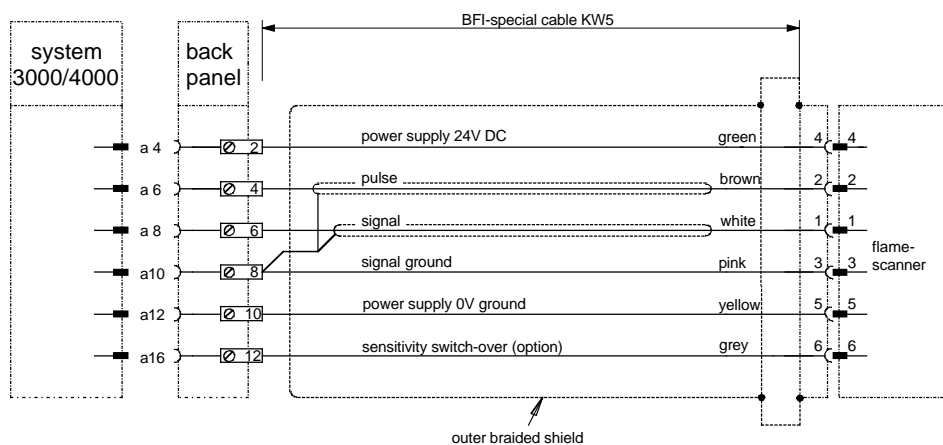 BFI-special cable KW5
system
3000/4000
back
panel
a 4 2 power supply 24V DC green 4 4
a 6 4 pulse brown 2 2
a 8 6 signal white 1 1
flame-
scanner
a10 8 signal ground pink 3 3
a12 10 power supply 0V ground yellow 5 5
a16 12 sensitivity switch-over (option) grey 6 6
outer braided shield